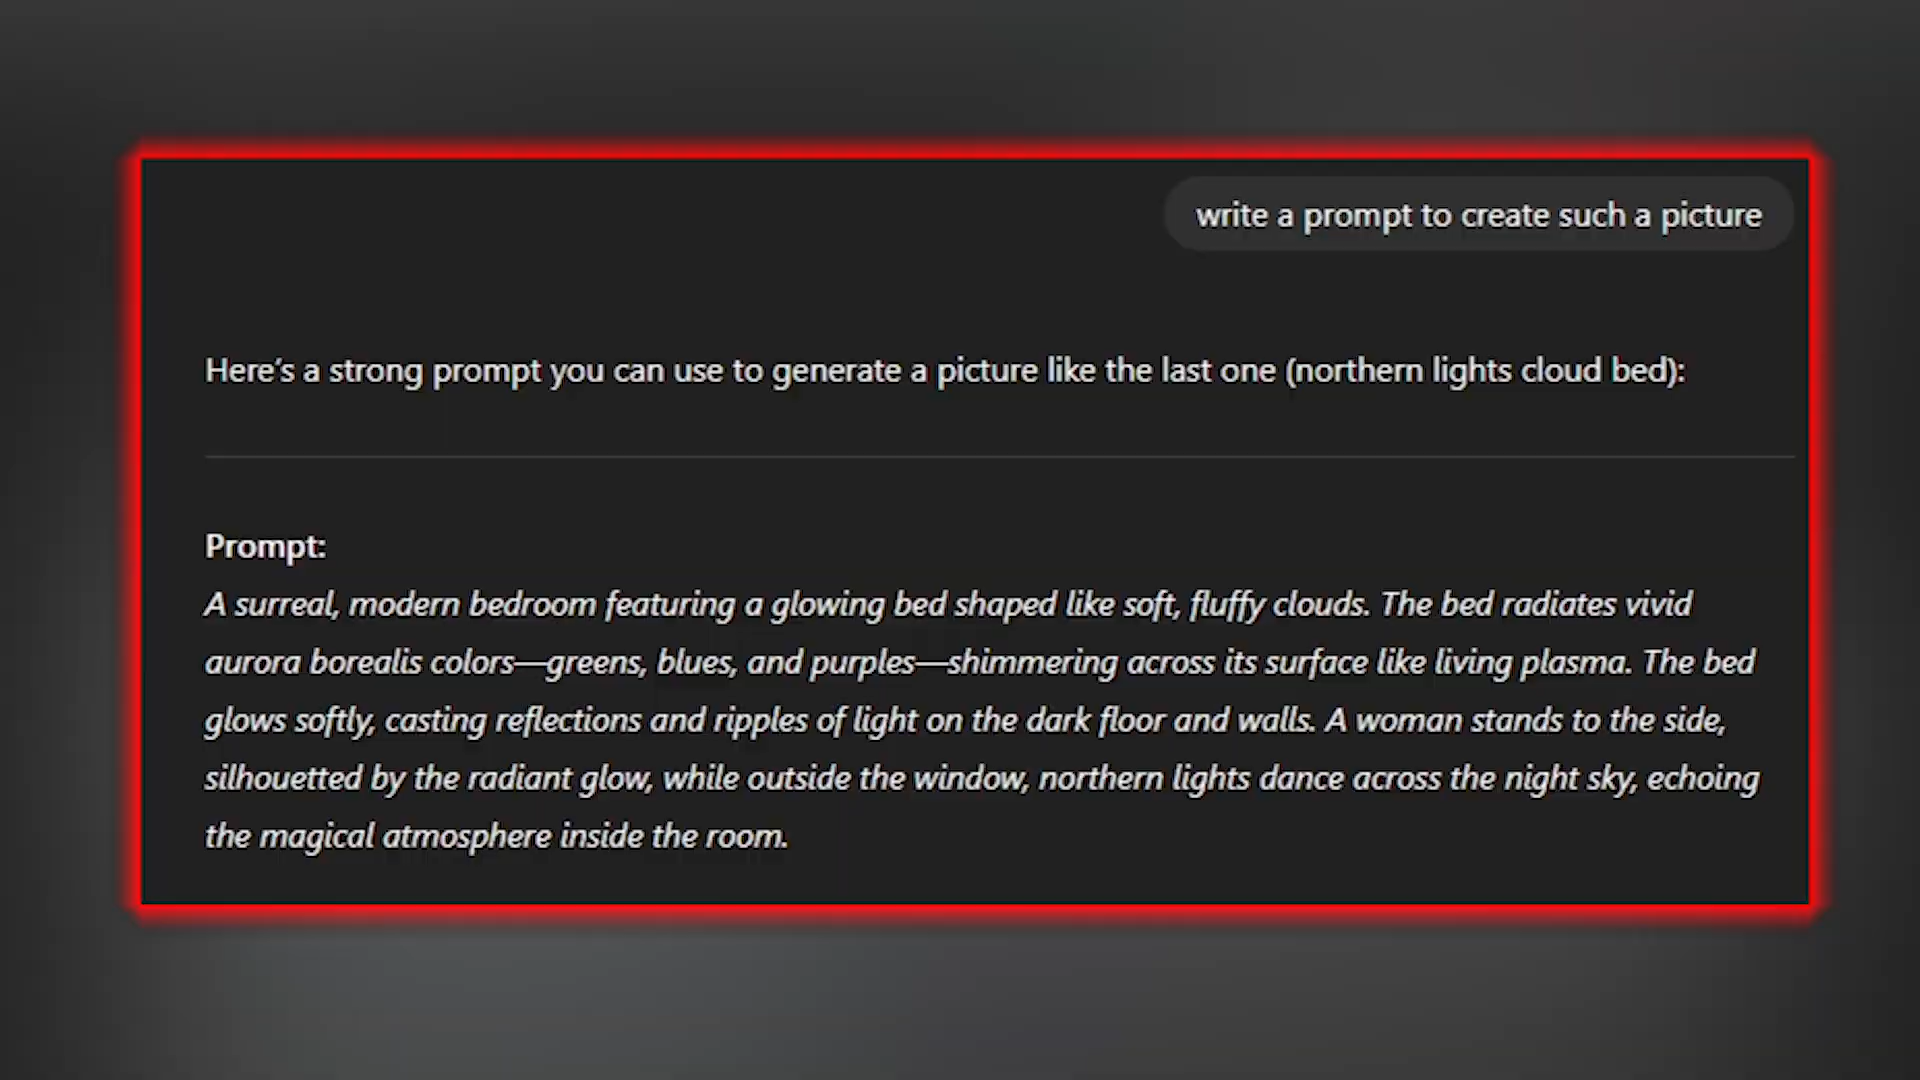 write a prompt to create such a picture
Here's a strong prompt you can use to generate a picture like the last one (northern lights cloud bed):
Prompt:
A surreal, modern bedroom featuring a glowing bed shaped like soft, fluffy clouds. The bed radiates vivid
aurora borealis colors—greens, blues, and purples—shimmering across its surface like living plasma. The bed
glows softly, casting reflections and ripples of light on the dark floor and walls. A woman stands to the side,
silhouetted by the radiant glow, while outside the window, northern lights dance across the night sky, echoing
the magical atmosphere inside the room.